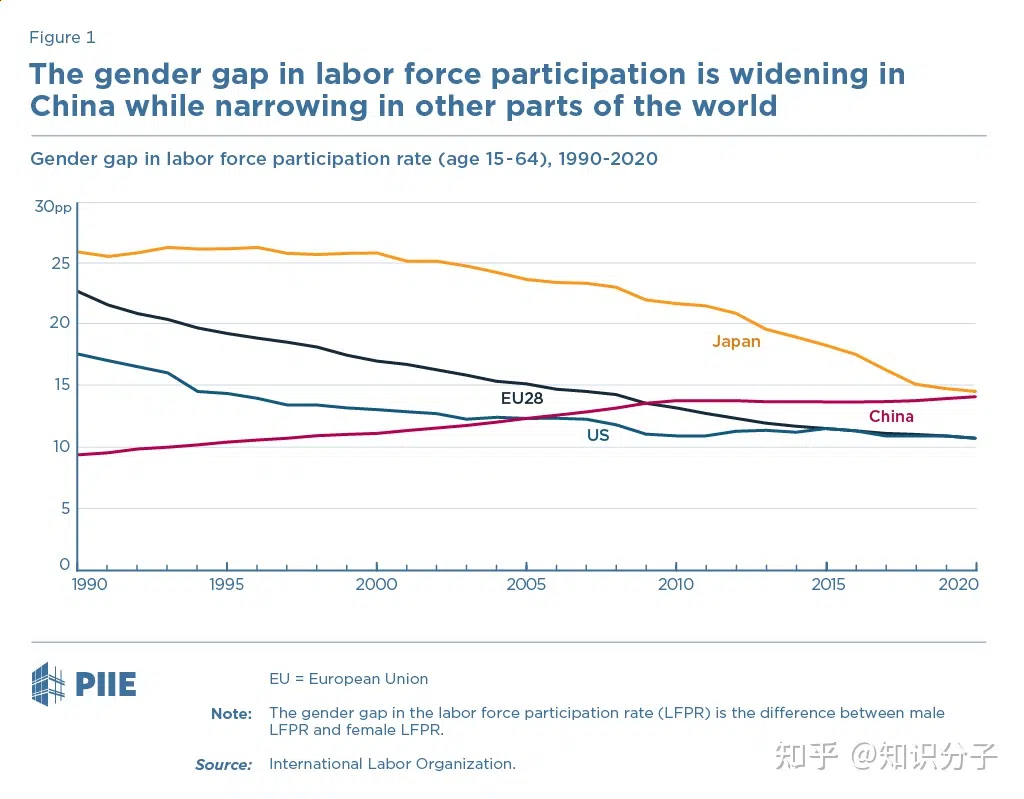 Figure 1
The gender gap in labor force participation is widening in
China while narrowing in other parts of the world
Gender gap in labor force participation rate (age 15-64), 1990-2020
30pp
25
20
15
10
5
0
Japan
EU28
China
US
1990 1995 2000 2005 2010 2015 2020
PIIE
EU = European Union
Note: The gender gap in the labor force participation rate (LFPR) is the difference between male
LFPR and female LFPR.
Source: International Labor Organization.
知乎 @知识分子